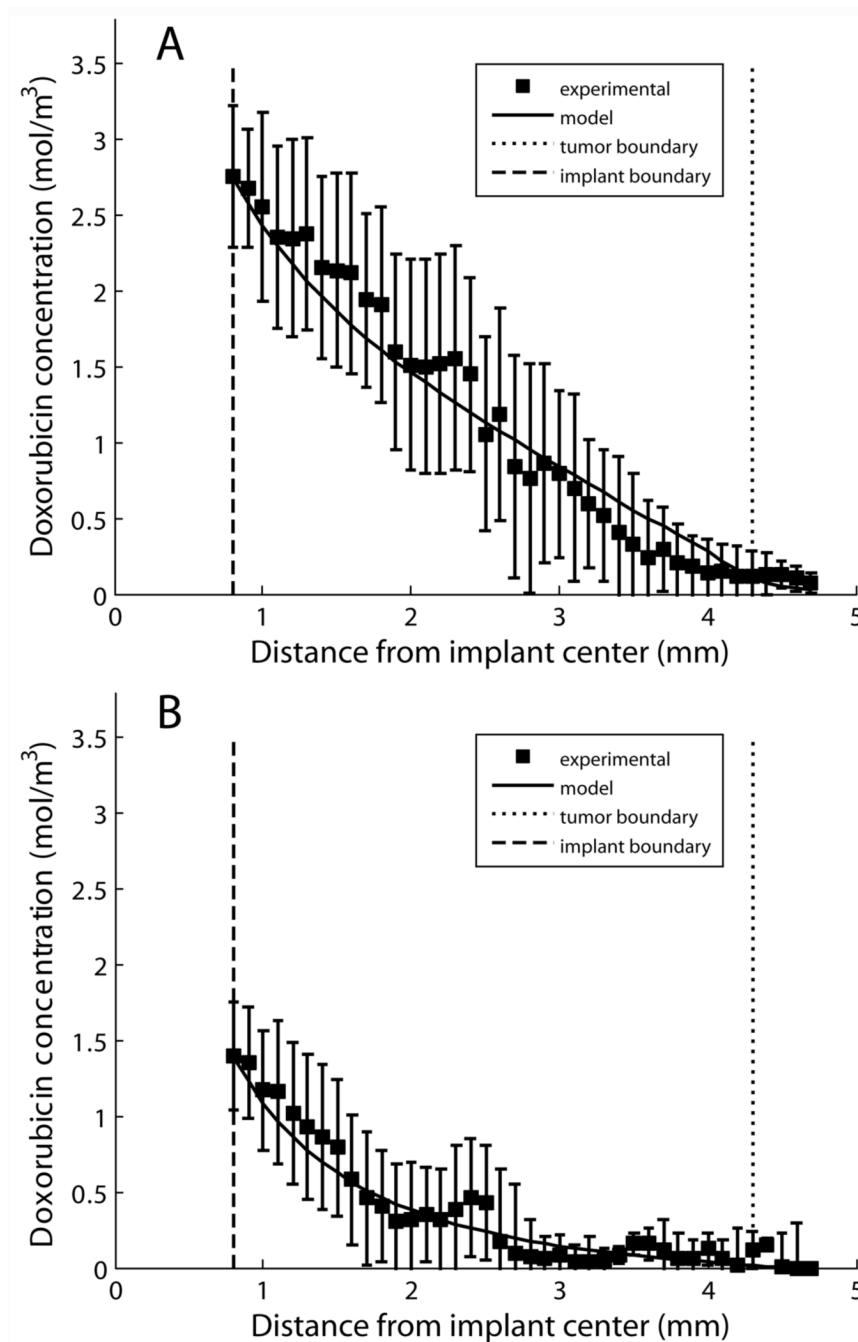 A
Doxorubicin concentration (mol/m³)
3.5
3
2.5
2
1.5
1
0.5
0
experimental
model
tumor boundary
implant boundary
0 1 2 3 4 5
Distance from implant center (mm)
B
Doxorubicin concentration (mol/m³)
3.5
3
2.5
2
1.5
1
0.5
0
experimental
model
tumor boundary
implant boundary
0 1 2 3 4 5
Distance from implant center (mm)